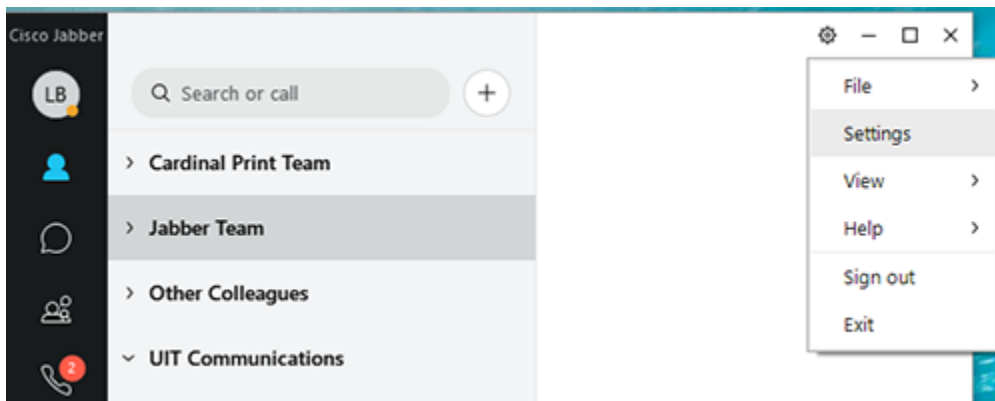 Cisco Jabber
LB
Search or call
Cardinal Print Team
Jabber Team
Other Colleagues
UIT Communications
2
File
Settings
View
Help
Sign out
Exit